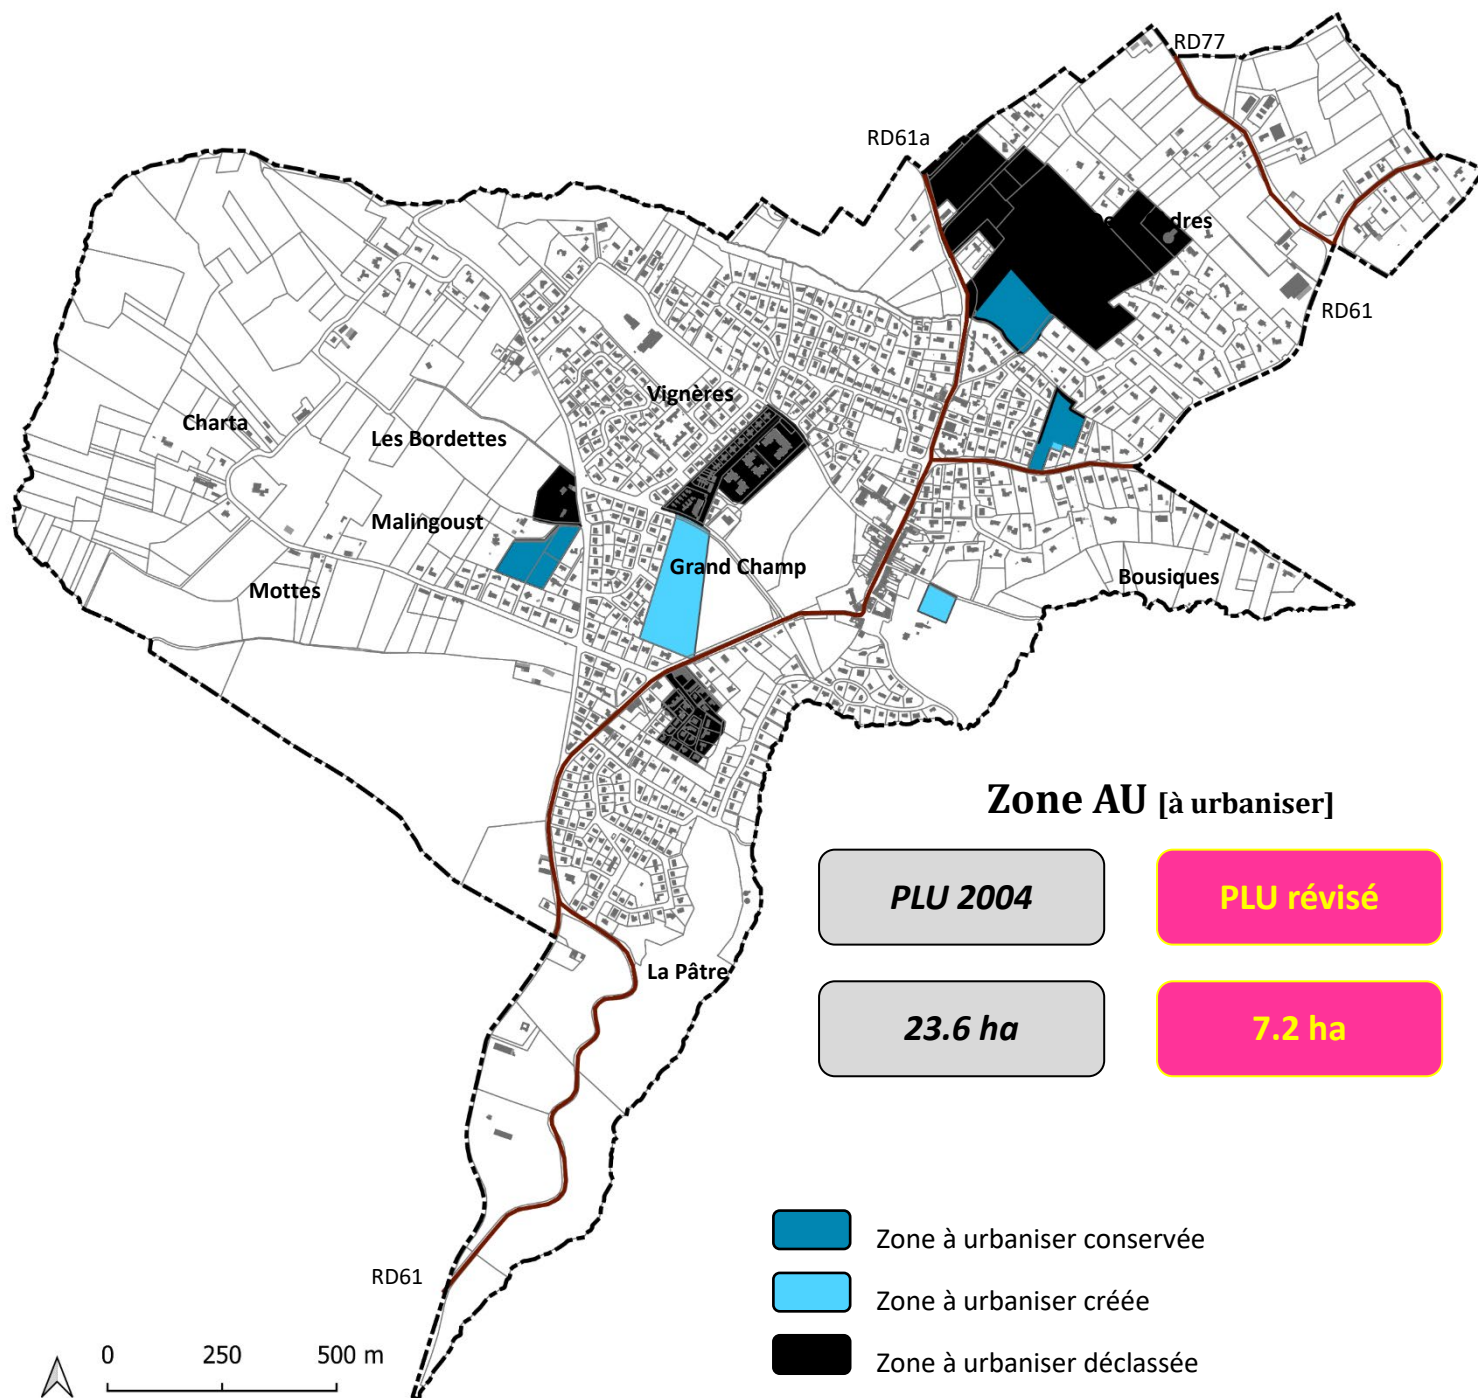 RD77
RD61a
RD61
Vignères
Charta
Les Bordettes
Malingoust
Grand Champ
Mottes
Bousiques
Zone AU [à urbaniser]
PLU 2004
PLU révisé
La Pâtre
23.6 ha
7.2 ha
Zone à urbaniser conservée
RD61
Zone à urbaniser créée
0 250 500 m
Zone à urbaniser déclassée